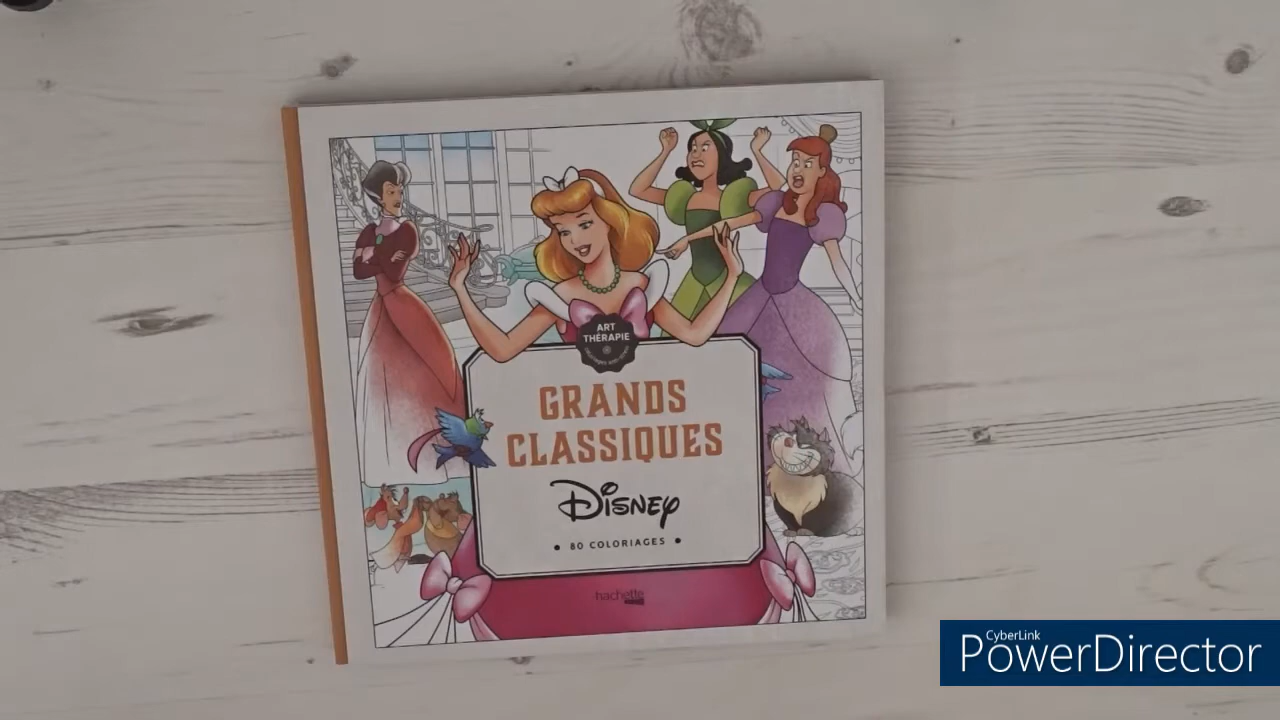 ART
THÉRAPIE
GRANDS
CLASSIQUES
Disney
• 80 COLORIAGES •
hachette
CyberLink
PowerDirector